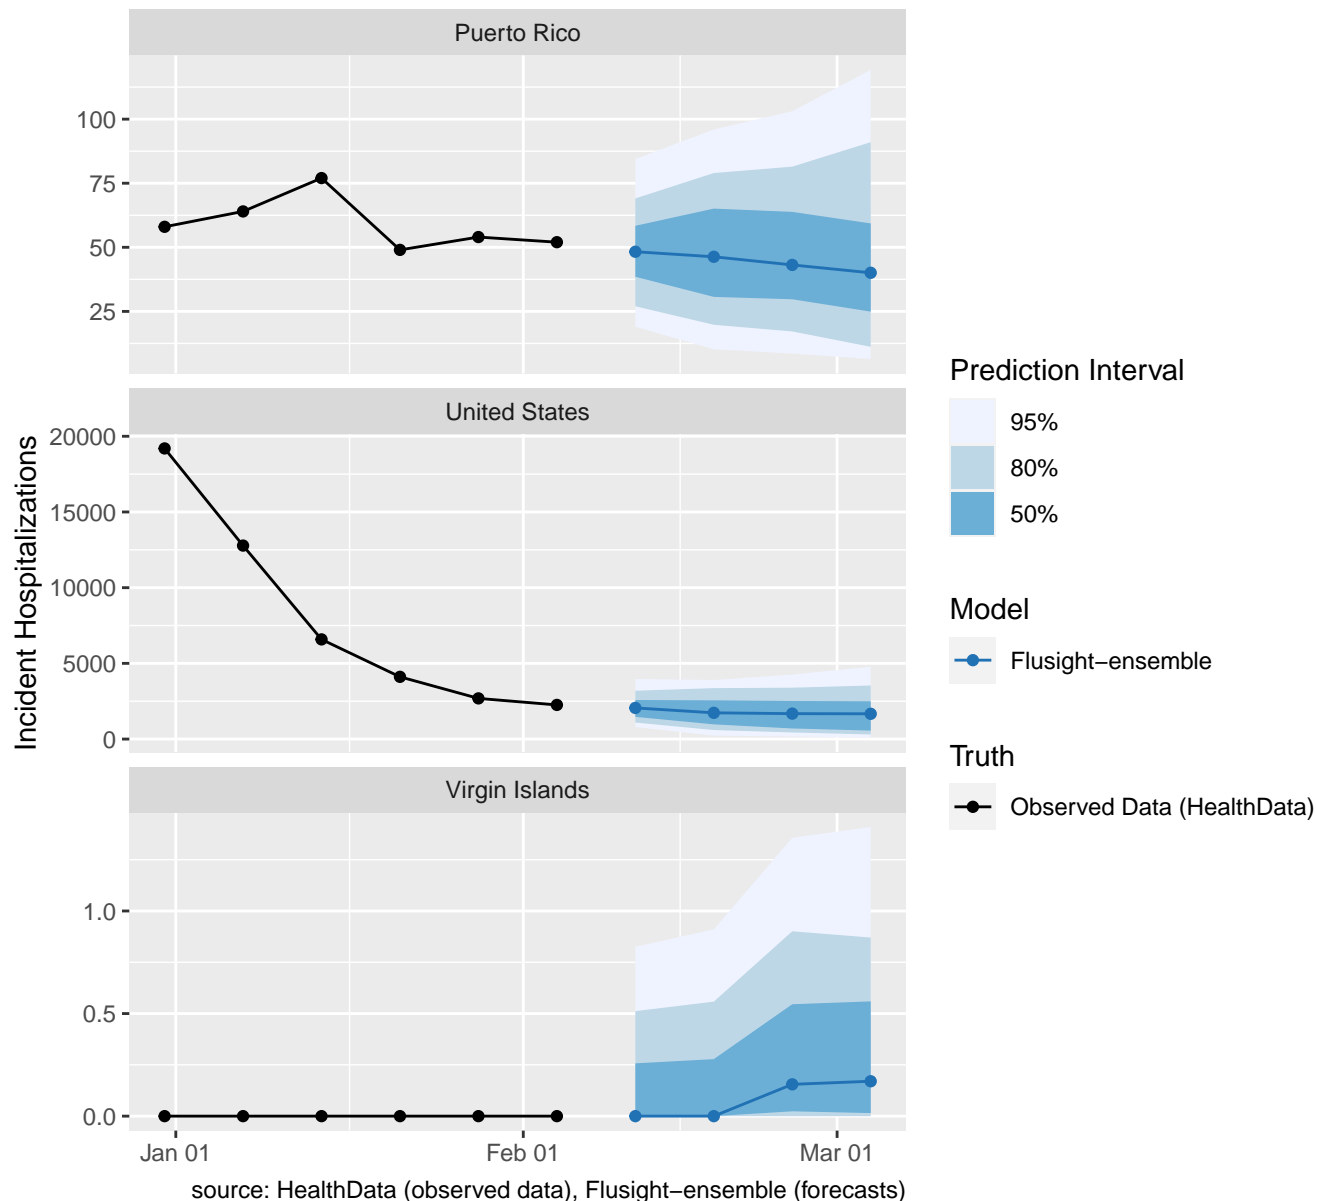 Puerto Rico
100
75
50
25
United States
20000
15000
10000
5000
0
Virgin Islands
1.0
0.5
0.0
Jan 01
Feb 01
Mar 01
Incident Hospitalizations
source: HealthData (observed data), Flusight−ensemble (forecasts)
Prediction Interval
95%
80%
50%
Model
Flusight−ensemble
Truth
Observed Data (HealthData)